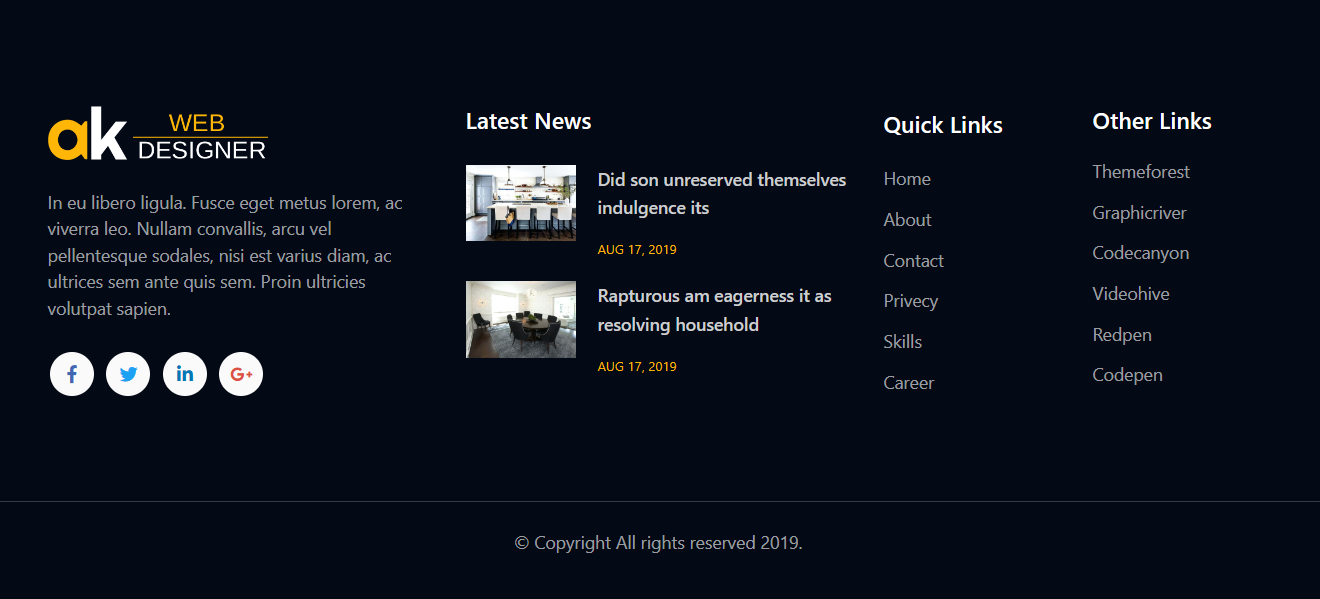 ak WEB
DESIGNER
In eu libero ligula. Fusce eget metus lorem, ac
viverra leo. Nullam convallis, arcu vel
pellentesque sodales, nisi est varius diam, ac
ultrices sem ante quis sem. Proin ultricies
volutpat sapien.
f in G+
Latest News
Did son unreserved themselves
indulgence its
AUG 17, 2019
Rapturous am eagerness it as
resolving household
AUG 17, 2019
Quick Links
Home
About
Contact
Privecy
Skills
Career
Other Links
Themeforest
Graphicriver
Codecanyon
Videohive
Redpen
Codepen
© Copyright All rights reserved 2019.